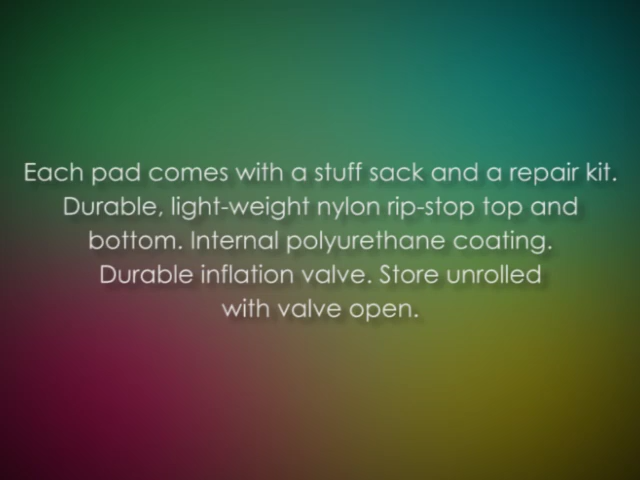 Each pad comes with a stuff sack and a repair kit.
Durable, light-weight nylon rip-stop top and
bottom. Internal polyurethane coating.
Durable inflation valve. Store unrolled
with valve open.